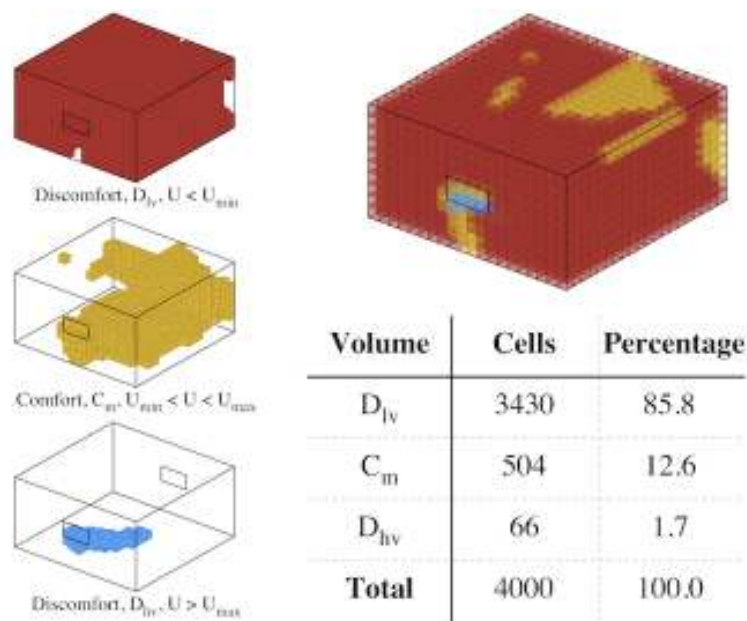 Discomfort, D_lv, U < U_min
Comfort, C_m, U_min < U < U_max
Discomfort, D_hv, U > U_max
Volume Cells Percentage
D_lv 3430 85.8
C_m 504 12.6
D_hv 66 1.7
Total 4000 100.0